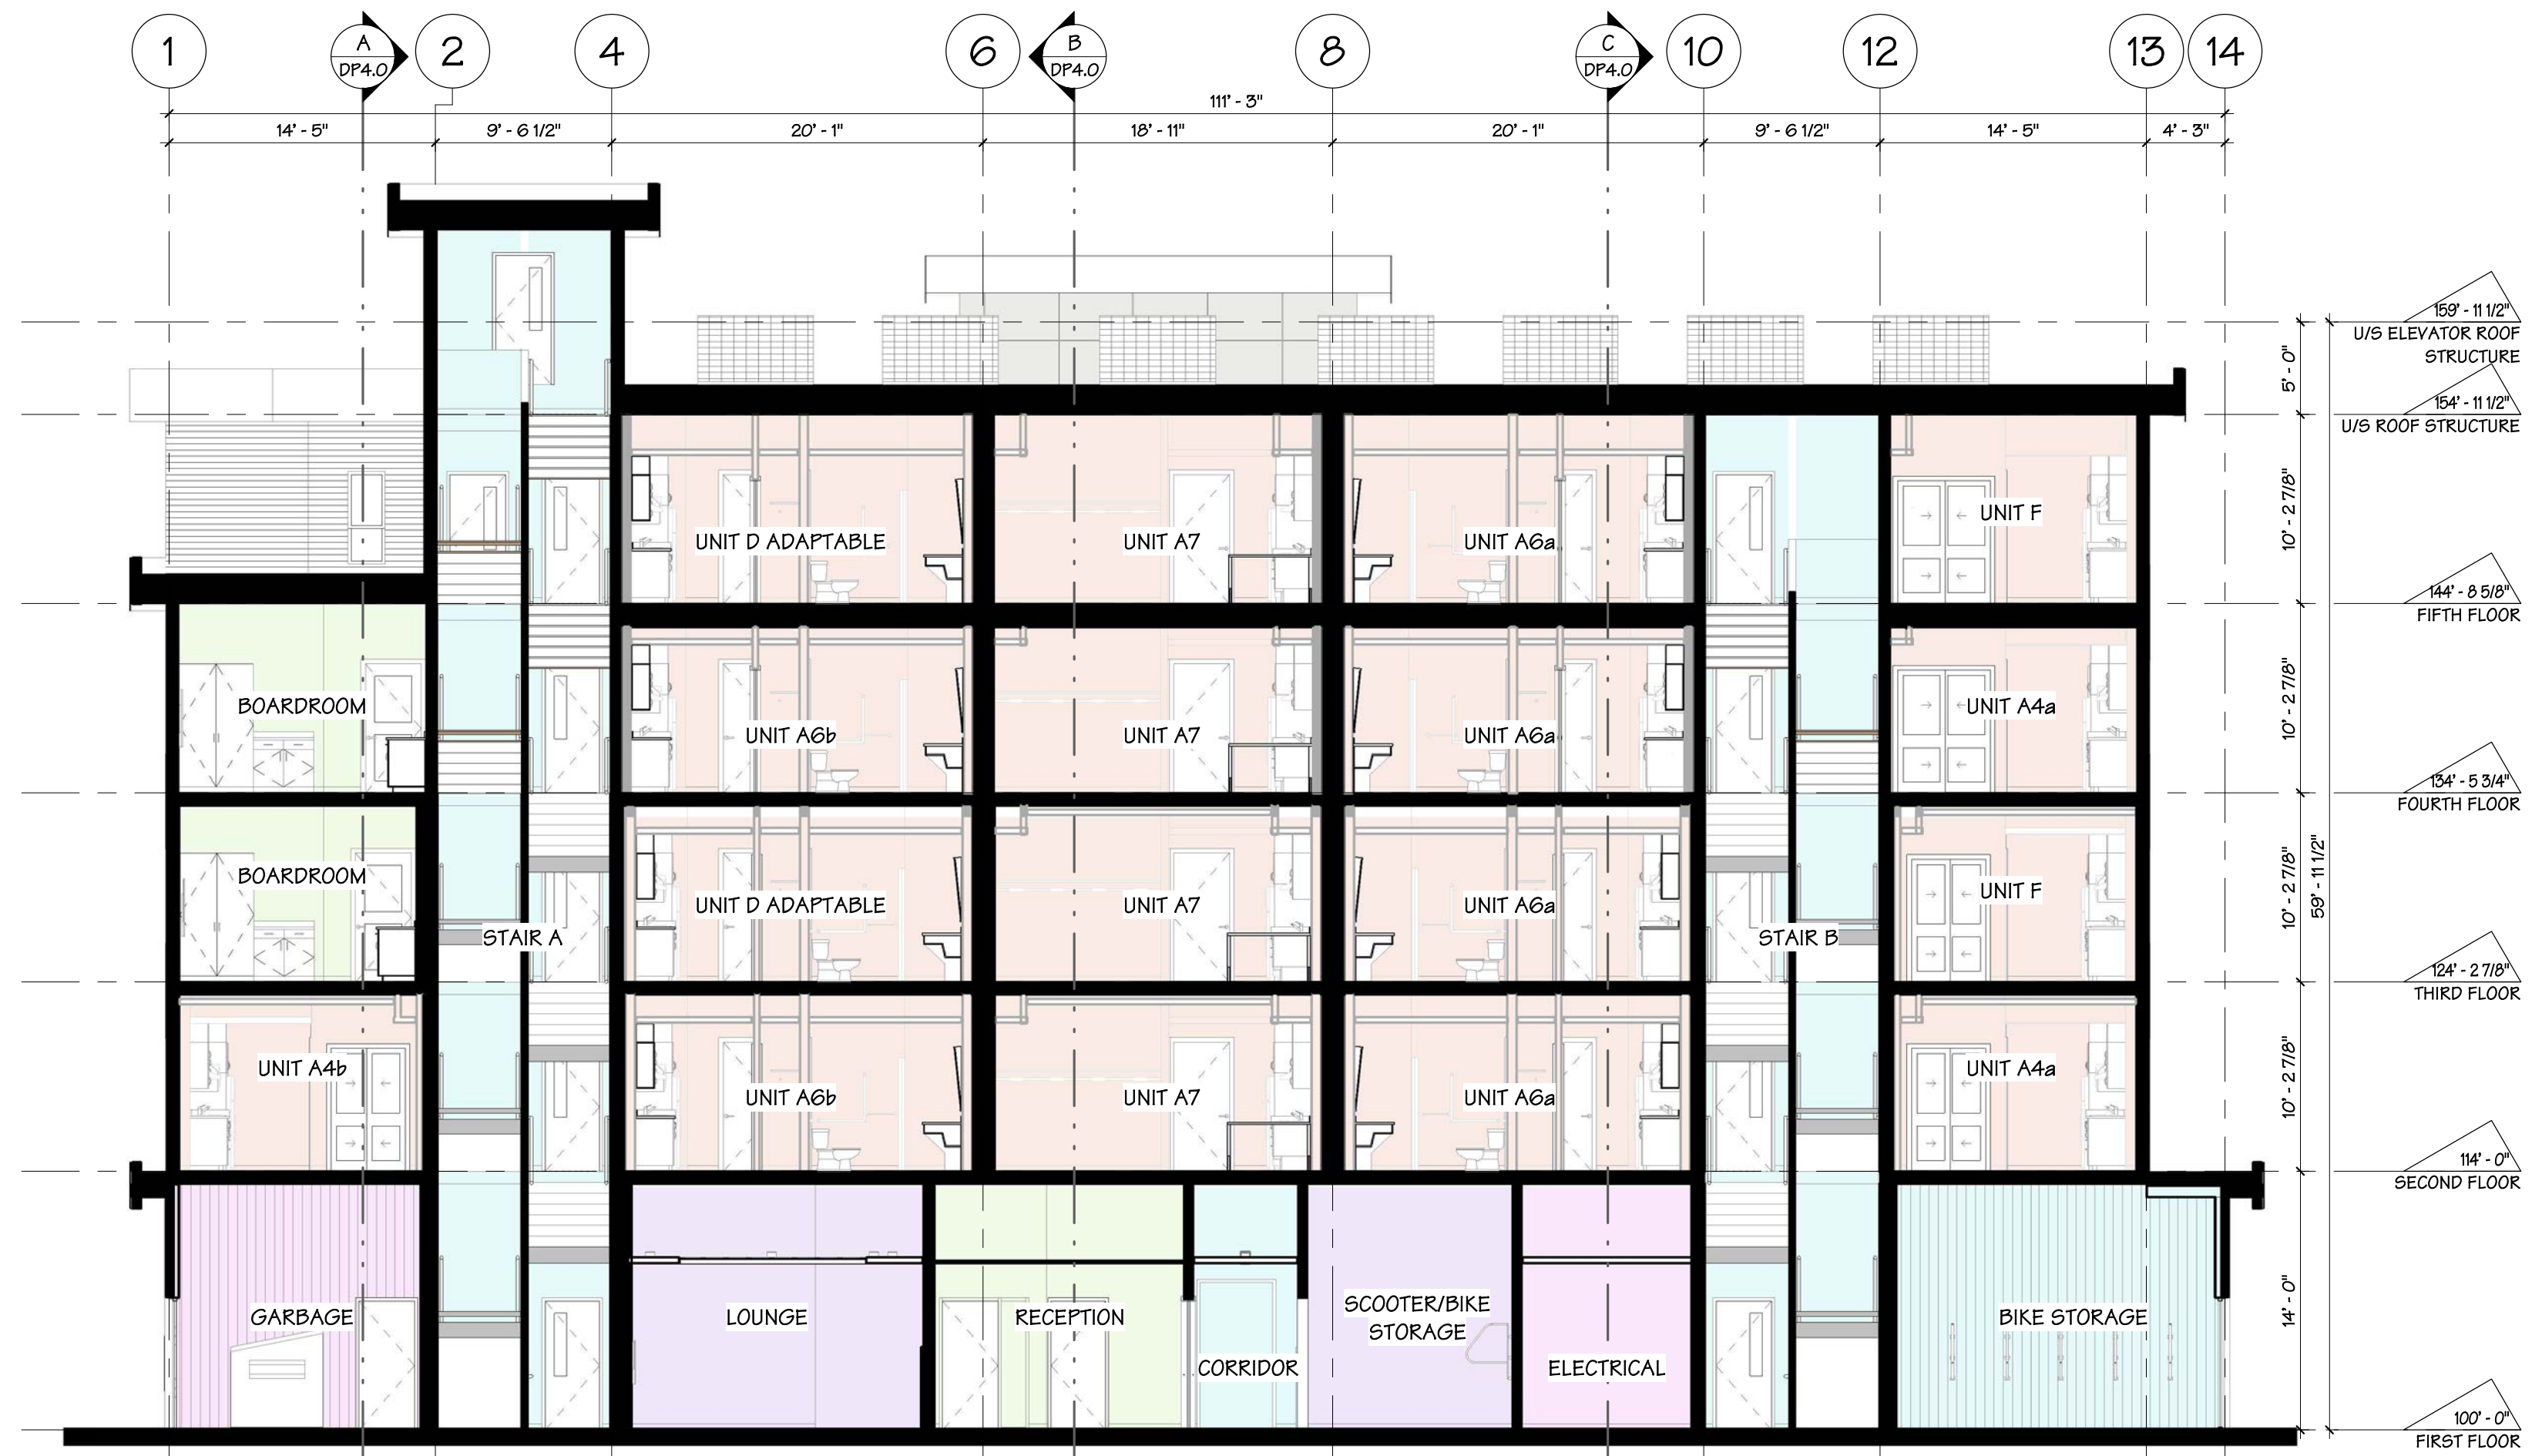 1
A
DP4.0
2
4
6
B
DP4.0
8
C
DP4.0
10
12
13
14
111' - 3"
14' - 5"
9' - 6 1/2"
20' - 1"
18' - 11"
20' - 1"
9' - 6 1/2"
14' - 5"
4' - 3"
159' - 11 1/2"
U/S ELEVATOR ROOF
STRUCTURE
5' - 0"
154' - 11 1/2"
U/S ROOF STRUCTURE
10' - 2 7/8"
UNIT D ADAPTABLE
UNIT A7
UNIT A6a
UNIT F
144' - 8 5/8"
FIFTH FLOOR
10' - 2 7/8"
BOARDROOM
UNIT A6b
UNIT A7
UNIT A6a
UNIT A4a
134' - 5 3/4"
FOURTH FLOOR
10' - 2 7/8"
59' - 11 1/2"
BOARDROOM
STAIR A
UNIT D ADAPTABLE
UNIT A7
UNIT A6a
STAIR B
UNIT F
124' - 2 7/8"
THIRD FLOOR
10' - 2 7/8"
UNIT A4b
UNIT A6b
UNIT A7
UNIT A6a
UNIT A4a
114' - 0"
SECOND FLOOR
14' - 0"
GARBAGE
LOUNGE
RECEPTION
CORRIDOR
SCOOTER/BIKE
STORAGE
ELECTRICAL
BIKE STORAGE
100' - 0"
FIRST FLOOR